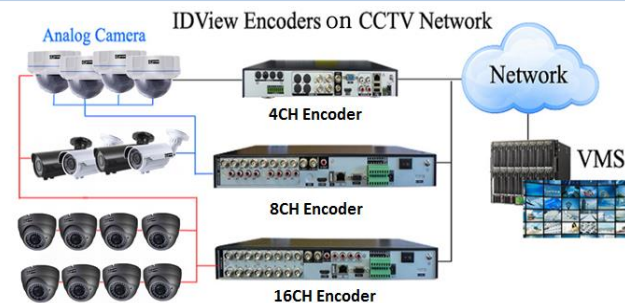 IDView Encoders on CCTV Network
Analog Camera
4CH Encoder
Network
VMS
8CH Encoder
16CH Encoder